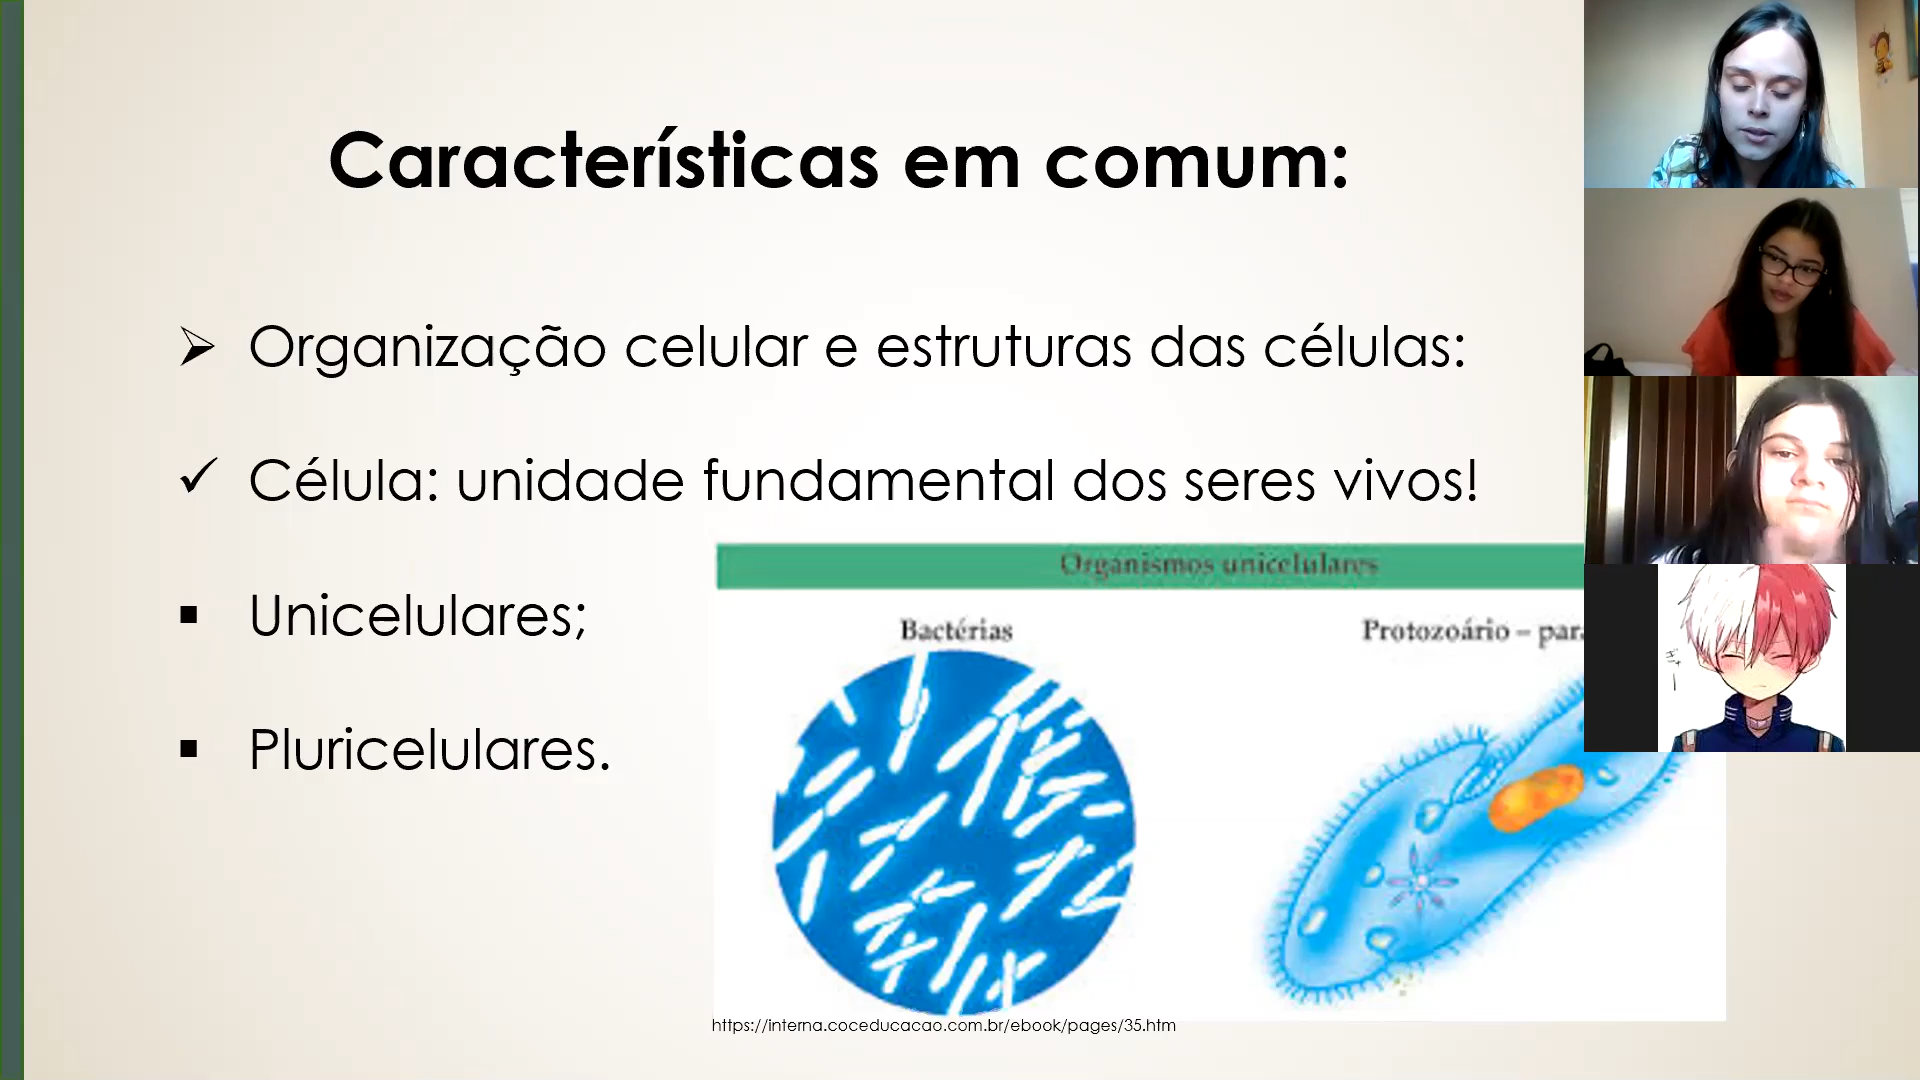 Características em comum:
Organização celular e estruturas das células:
Célula: unidade fundamental dos seres vivos!
Unicelulares;
Pluricelulares.
Organismos unicelulares
Bactérias
Protozoário – par
https://interna.coceducacao.com.br/ebook/pages/35.htm